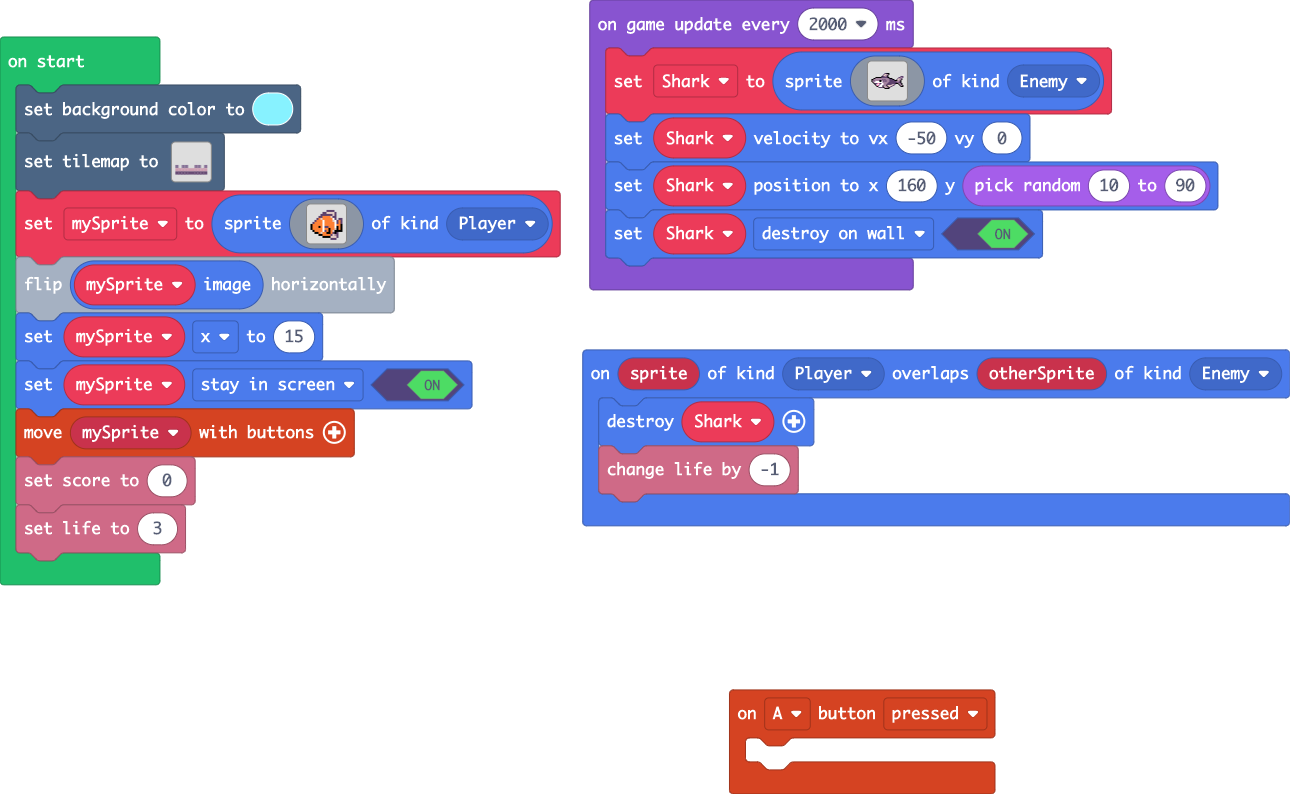 on start
set background color to
set tilemap to
set mySprite to sprite of kind Player
flip mySprite image horizontally
set mySprite x to 15
set mySprite stay in screen ON
move mySprite with buttons
set score to 0
set life to 3
on game update every 2000 ms
set Shark to sprite of kind Enemy
set Shark velocity to vx -50 vy 0
set Shark position to x 160 y pick random 10 to 90
set Shark destroy on wall ON
on sprite of kind Player overlaps otherSprite of kind Enemy
destroy Shark
change life by -1
on A button pressed